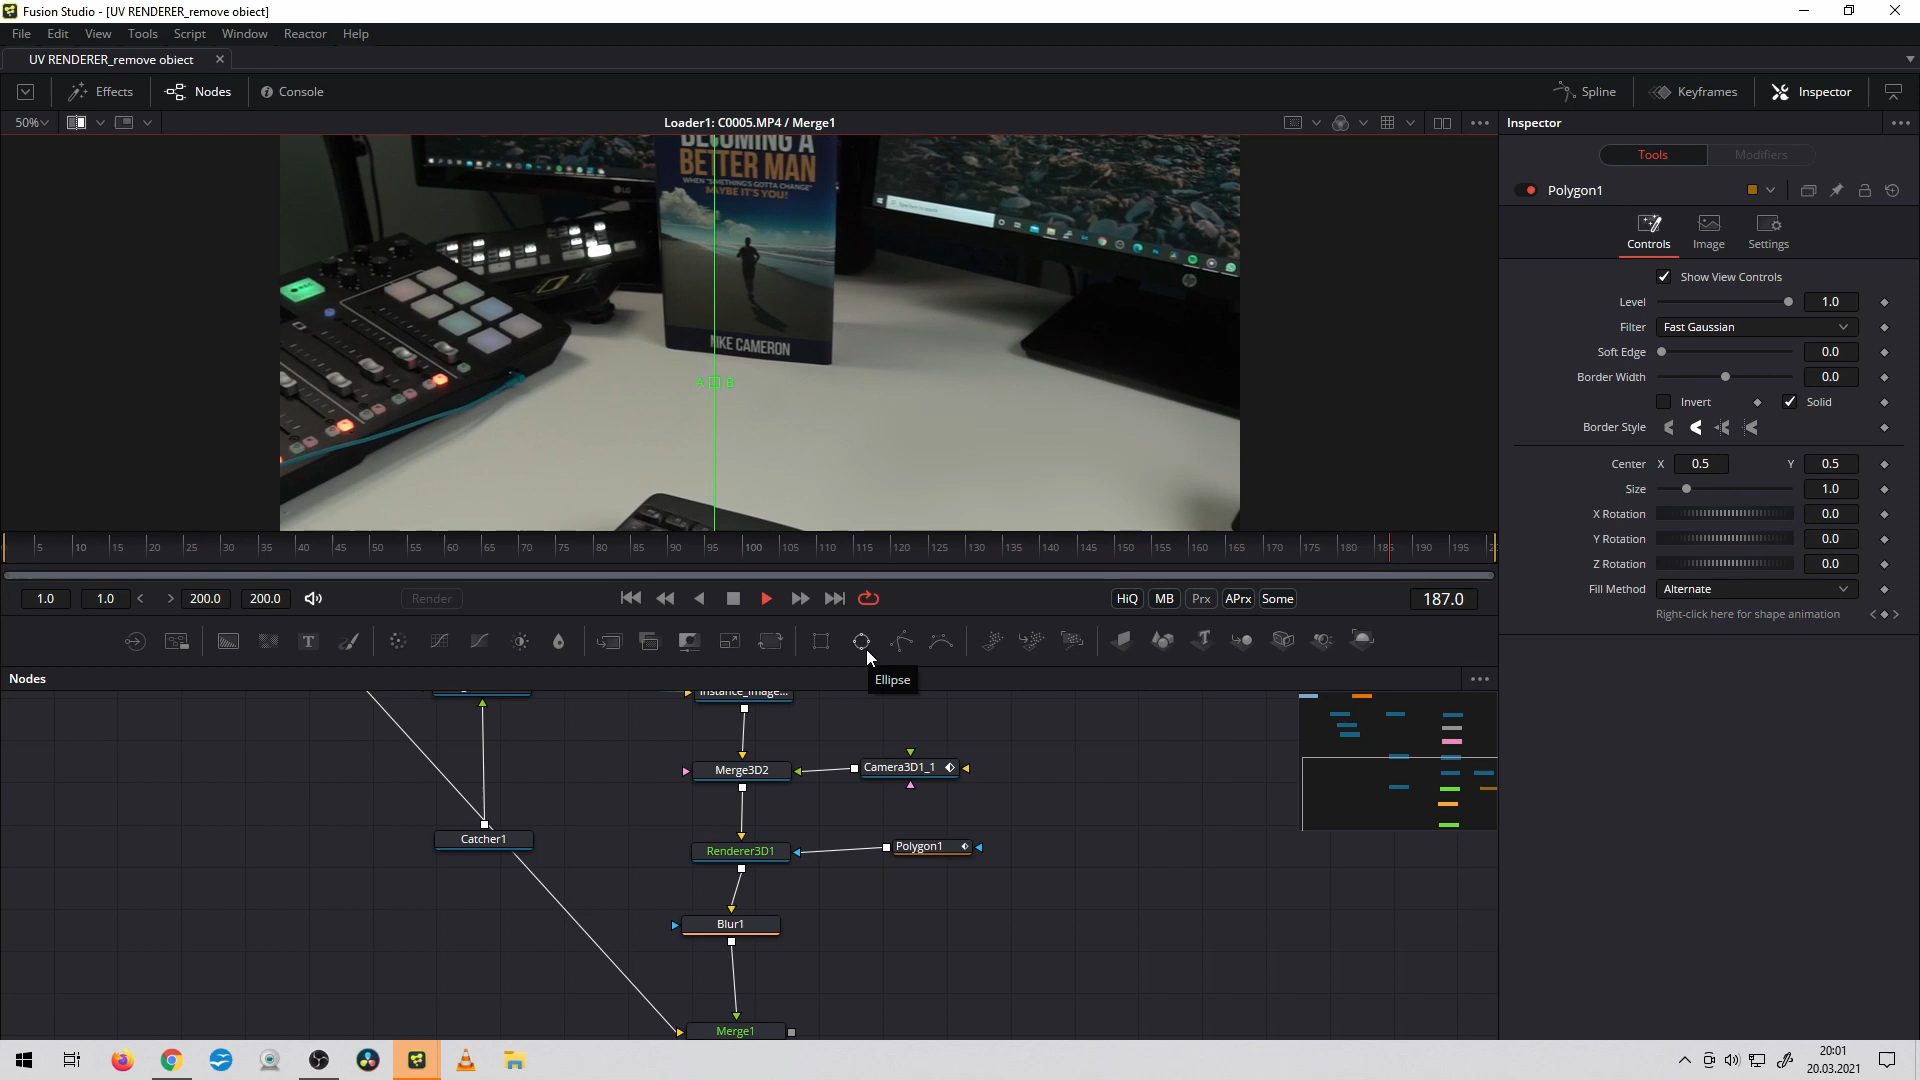 Fusion Studio - [UV RENDERER_remove obiect]
File Edit View Tools Script Window Reactor Help
UV RENDERER_remove object
Effects Nodes Console Spline Keyframes Inspector
50% Loader1: C0005.MP4 / Merge1 Inspector
Tools Modifiers
Polygon1
Controls Image Settings
Show View Controls
Level 1.0
Filter Fast Gaussian
Soft Edge 0.0
Border Width 0.0
Invert Solid
Border Style
Center X 0.5 Y 0.5
Size 1.0
X Rotation 0.0
Y Rotation 0.0
Z Rotation 0.0
Fill Method Alternate
Right-click here for shape animation
BECOMING A
BETTER MAN
WHEN "SOMETHING'S GOTTA CHANGE"
MAYBE IT'S YOU!
MIKE CAMERON
LG
A B
5 10 15 20 25 30 35 40 45 50 55 60 65 70 75 80 85 90 95 100 105 110 115 120 125 130 135 140 145 150 155 160 165 170 175 180 185 190 195
1.0 1.0 200.0 200.0 Render HiQ MB Prx APrx Some 187.0
T
Ellipse
Nodes
Instance_Image...
Merge3D2 Camera3D1_1
Catcher1
Renderer3D1 Polygon1
Blur1
Merge1
20:01
20.03.2021